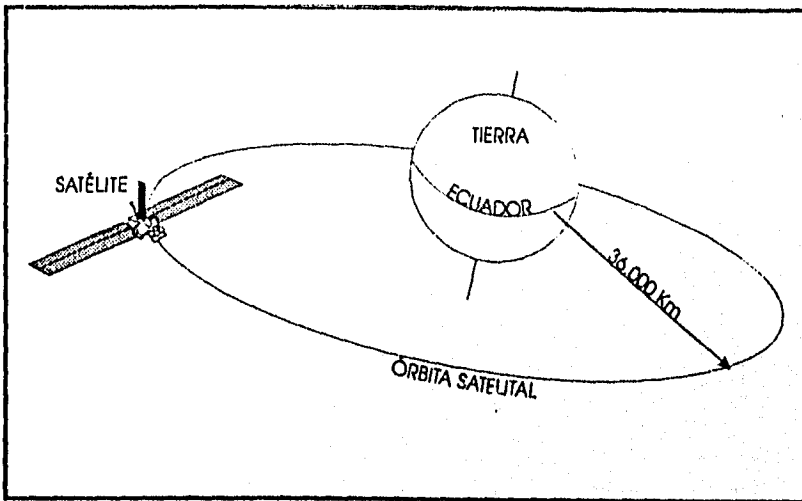 TIERRA
SATÉLITE
ECUADOR
36.000 Km
ÓRBITA SATELITAL